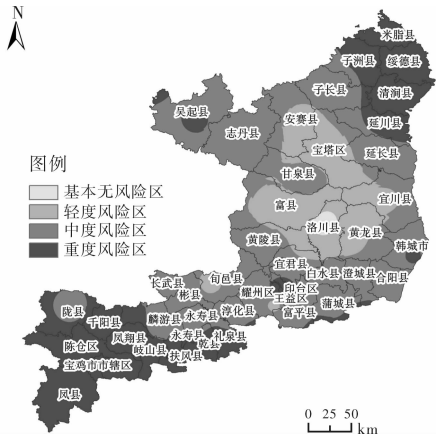 N
米脂县
子洲县 绥德县
子长县 清涧县
吴起县 安塞县 延川县
志丹县 宝塔区 延长县
图例
甘泉县
基本无风险区 富县 宜川县
轻度风险区 洛川县
中度风险区 黄陵县 黄龙县 韩城市
重度风险区 宜君县
白水县 澄城县 合阳县
长武县 旬邑县
彬县 耀州区 印台区
王益区 蒲城县
陇县 麟游县 永寿县 淳化县 富平县
千阳县
陈仓区 凤翔县 永寿县 礼泉县
岐山县 乾县
宝鸡市市辖区 扶风县
凤县
0 25 50
km